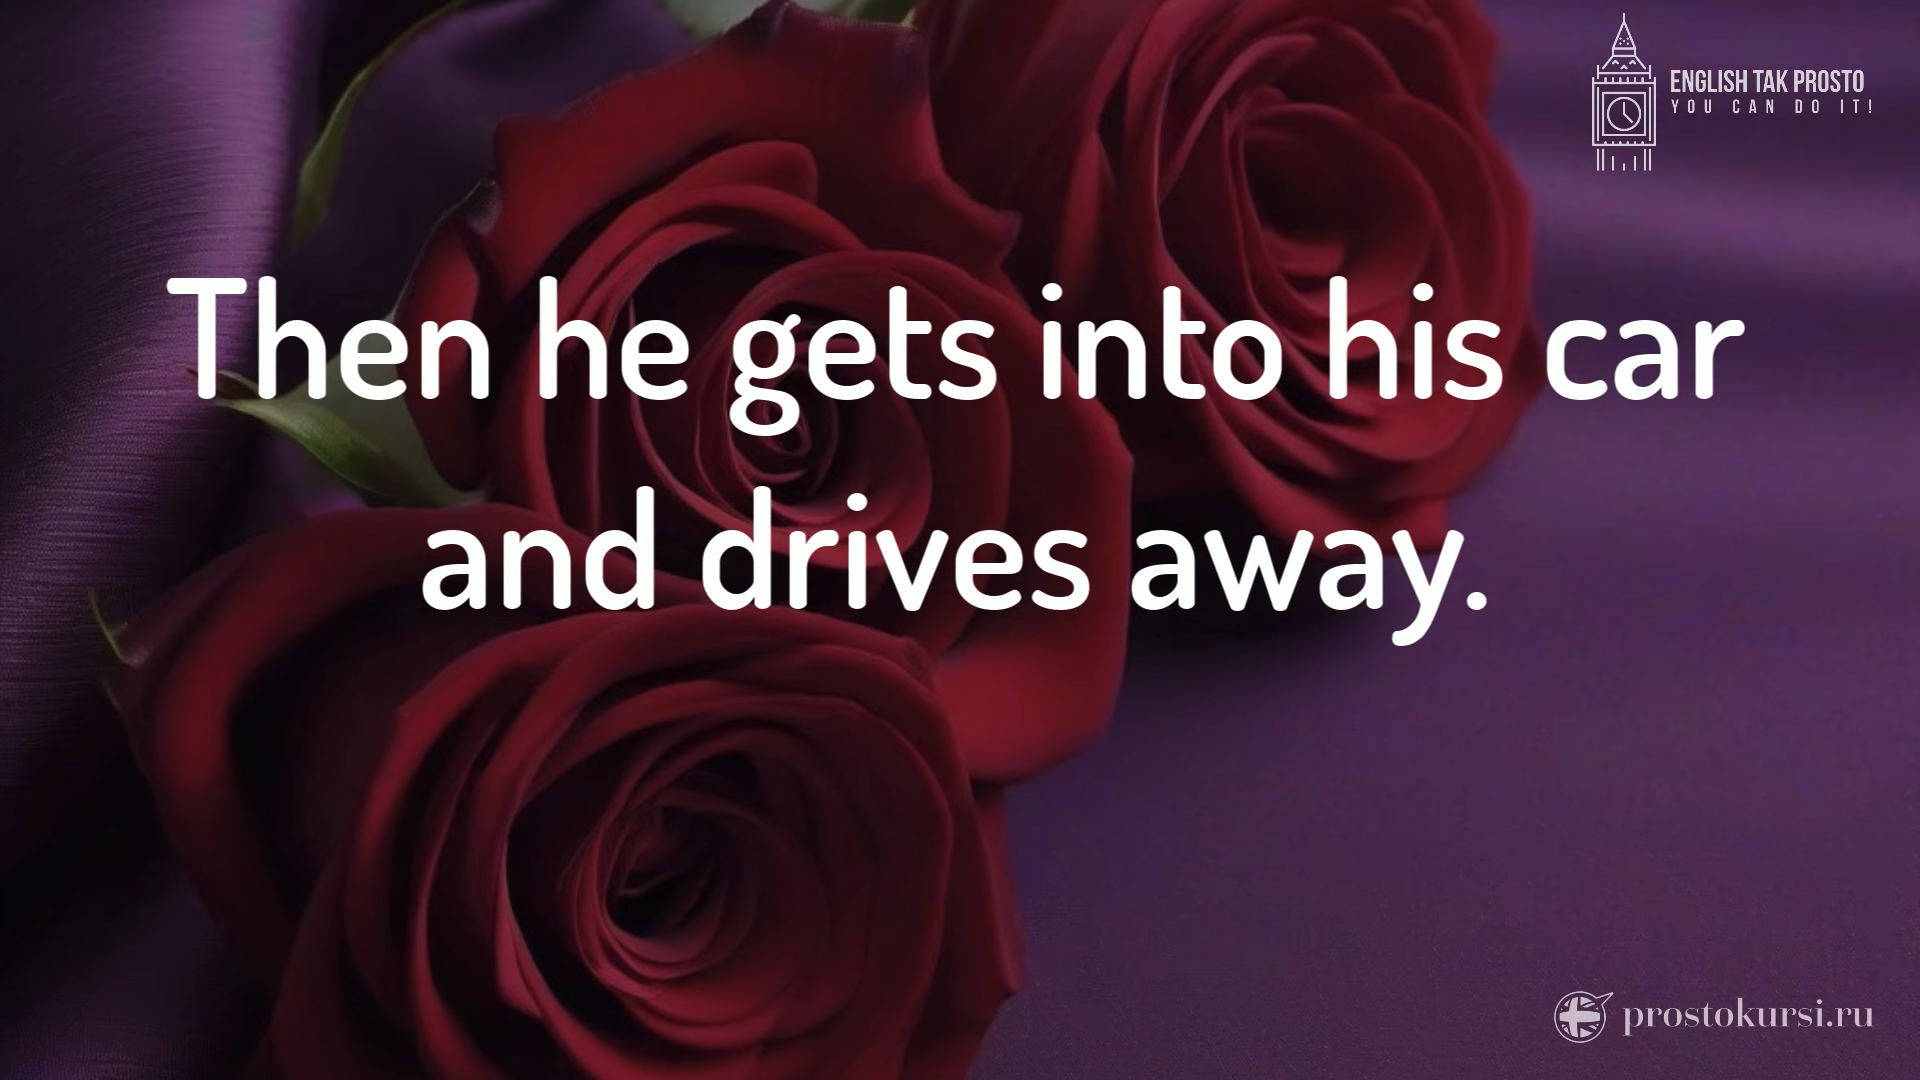 ENGLISH TAK PROSTO
YOU CAN DO IT!
Then he gets into his car
and drives away.
prostokursi.ru